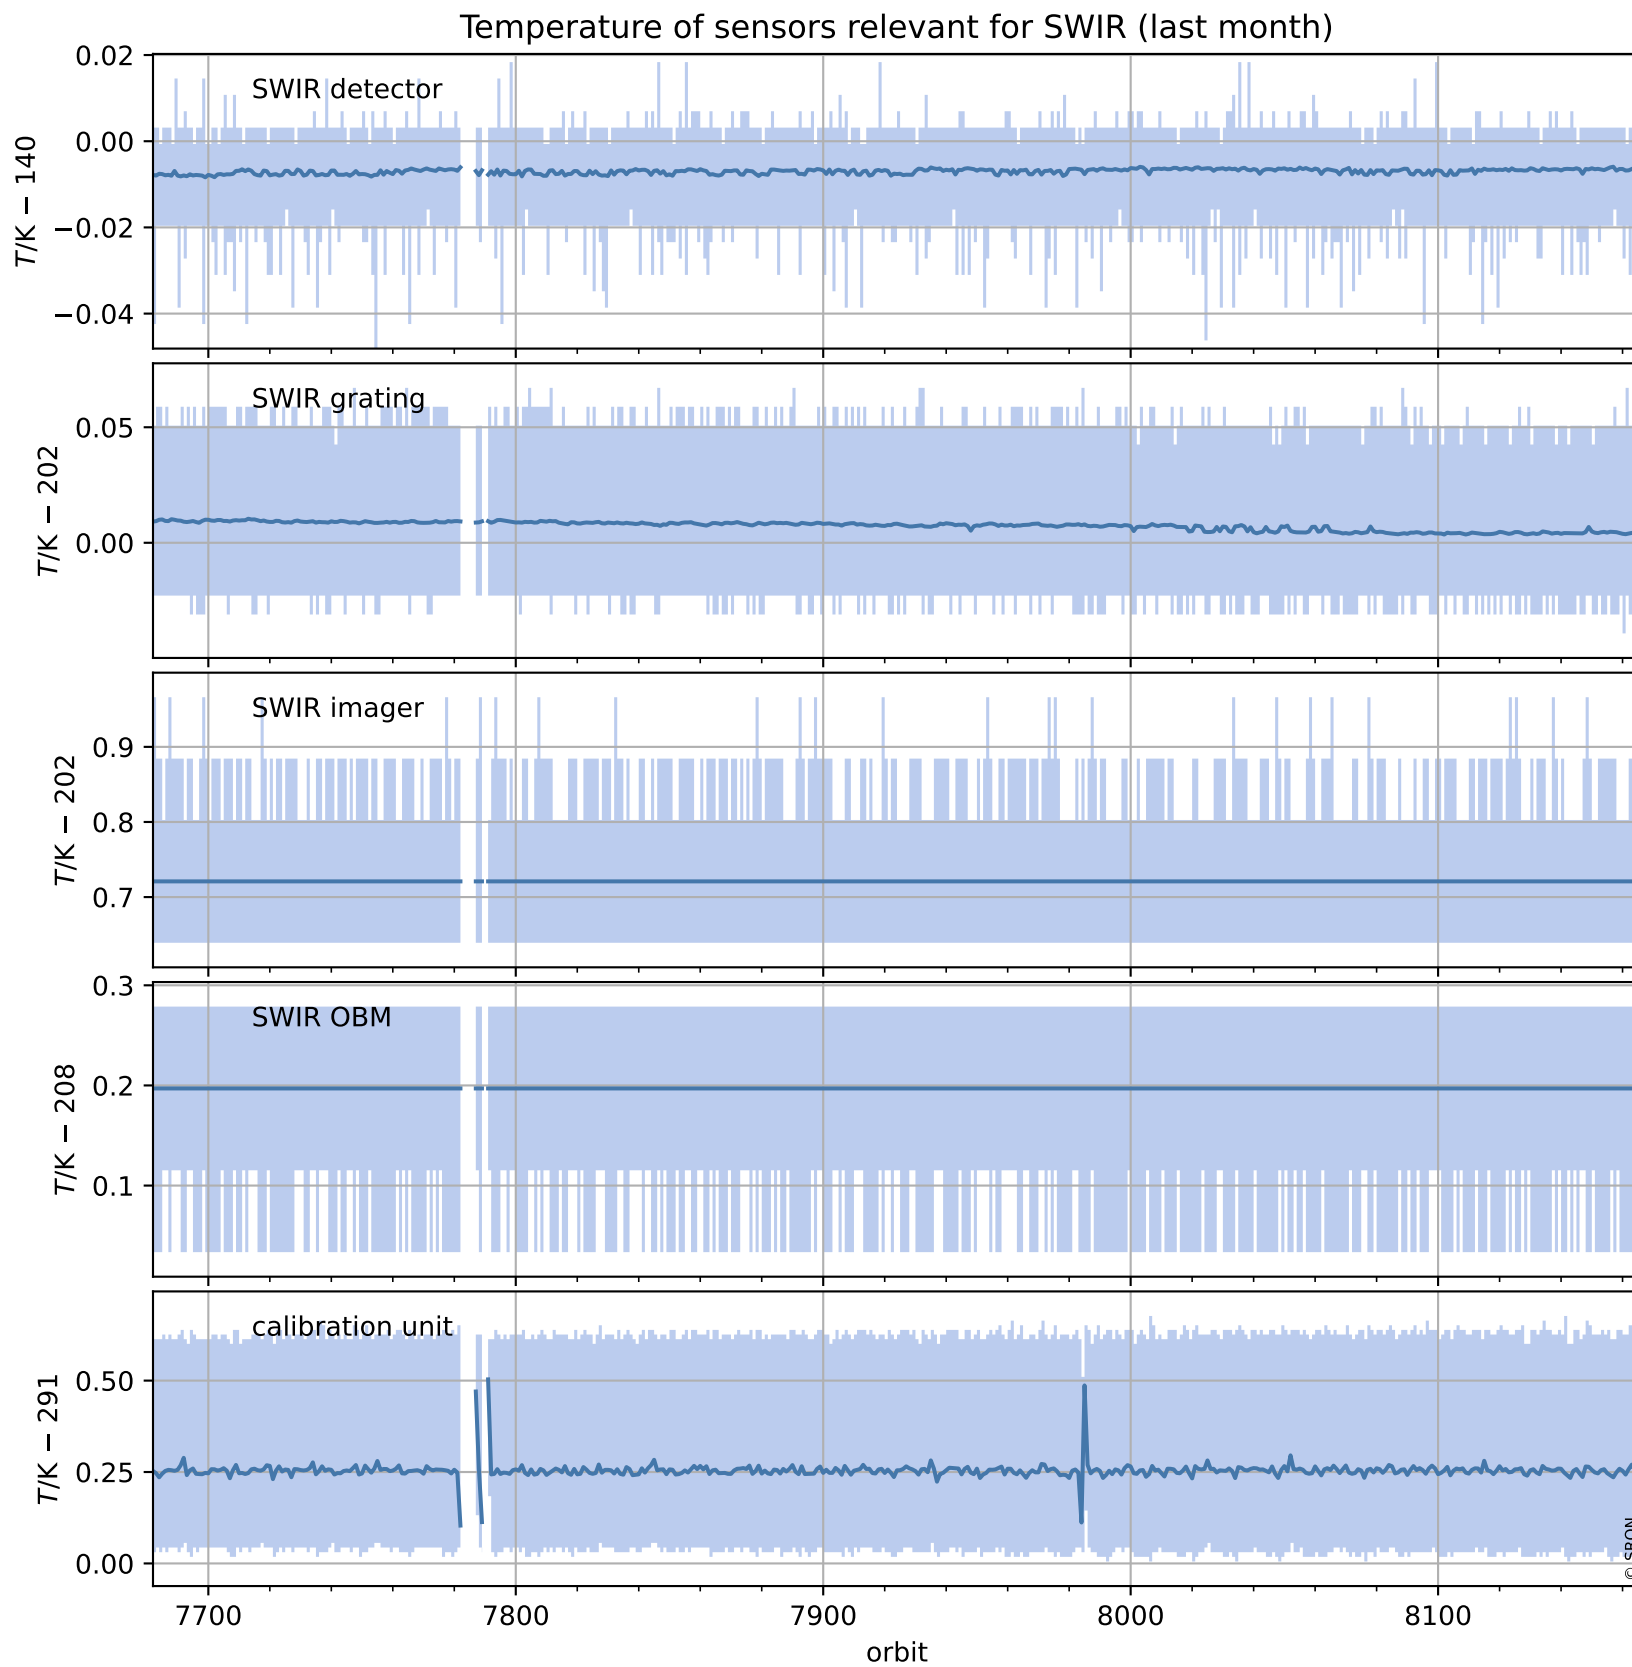 Temperature of sensors relevant for SWIR (last month)
0.02
SWIR detector
0.00
−0.02
−0.04
T/K − 140
SWIR grating
0.05
0.00
T/K − 202
SWIR imager
0.9
0.8
0.7
T/K − 202
0.3
SWIR OBM
0.2
0.1
T/K − 208
calibration unit
0.50
0.25
0.00
T/K − 291
© SRON
7700 7800 7900 8000 8100
orbit